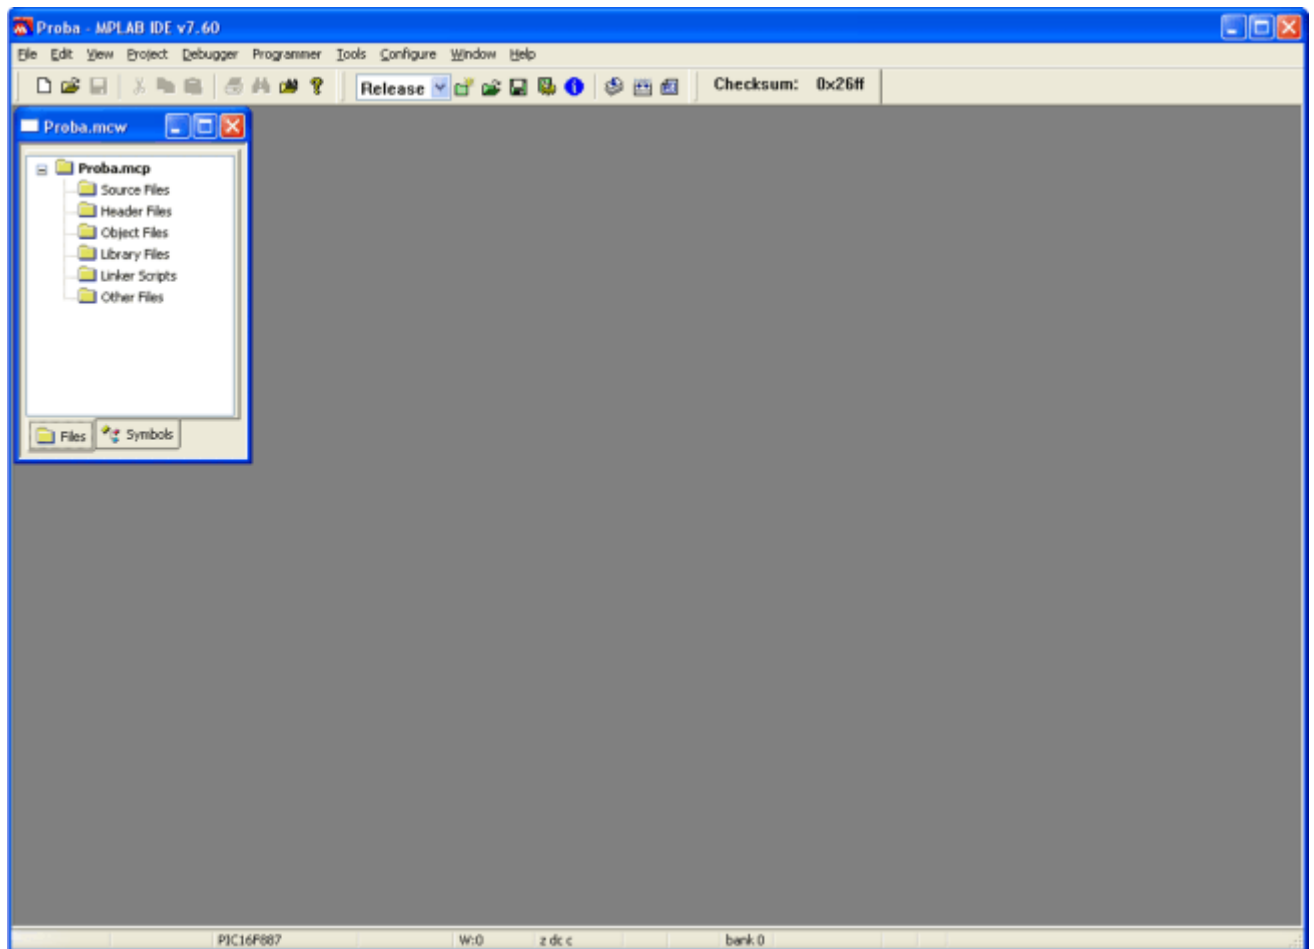 Proba - MPLAB IDE v7.60
File Edit View Project Debugger Programmer Tools Configure Window Help
Release Checksum: 0x26ff
Proba.mcw
Proba.mcp
Source Files
Header Files
Object Files
Library Files
Linker Scripts
Other Files
Files Symbols
PIC16F887 W:0 z dc c bank 0